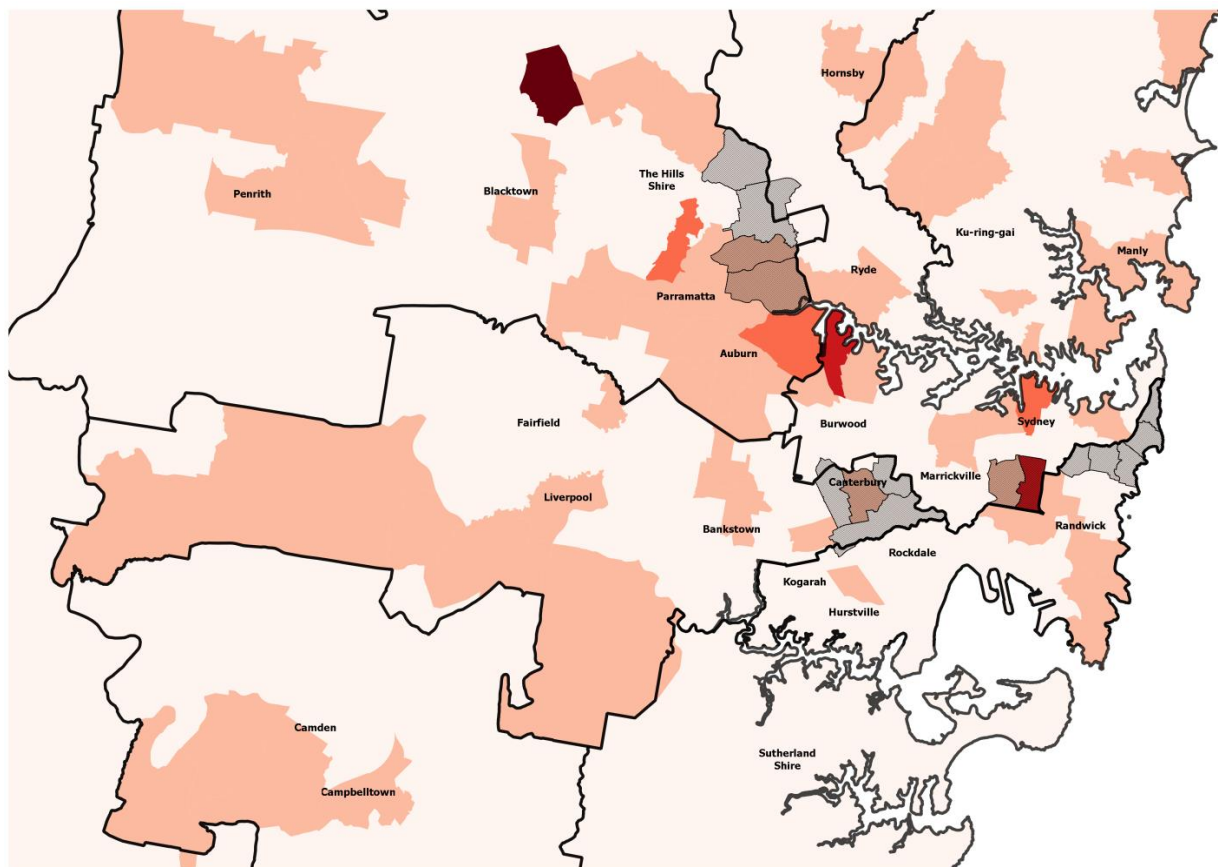 Hornsby
The Hills
Shire
Penrith
Blacktown
Ku-ring-gai
Manly
Ryde
Parramatta
Auburn
Fairfield
Burwood
Sydney
Canterbury
Marrickville
Liverpool
Bankstown
Randwick
Rockdale
Kogarah
Hurstville
Camden
Sutherland
Shire
Campbelltown